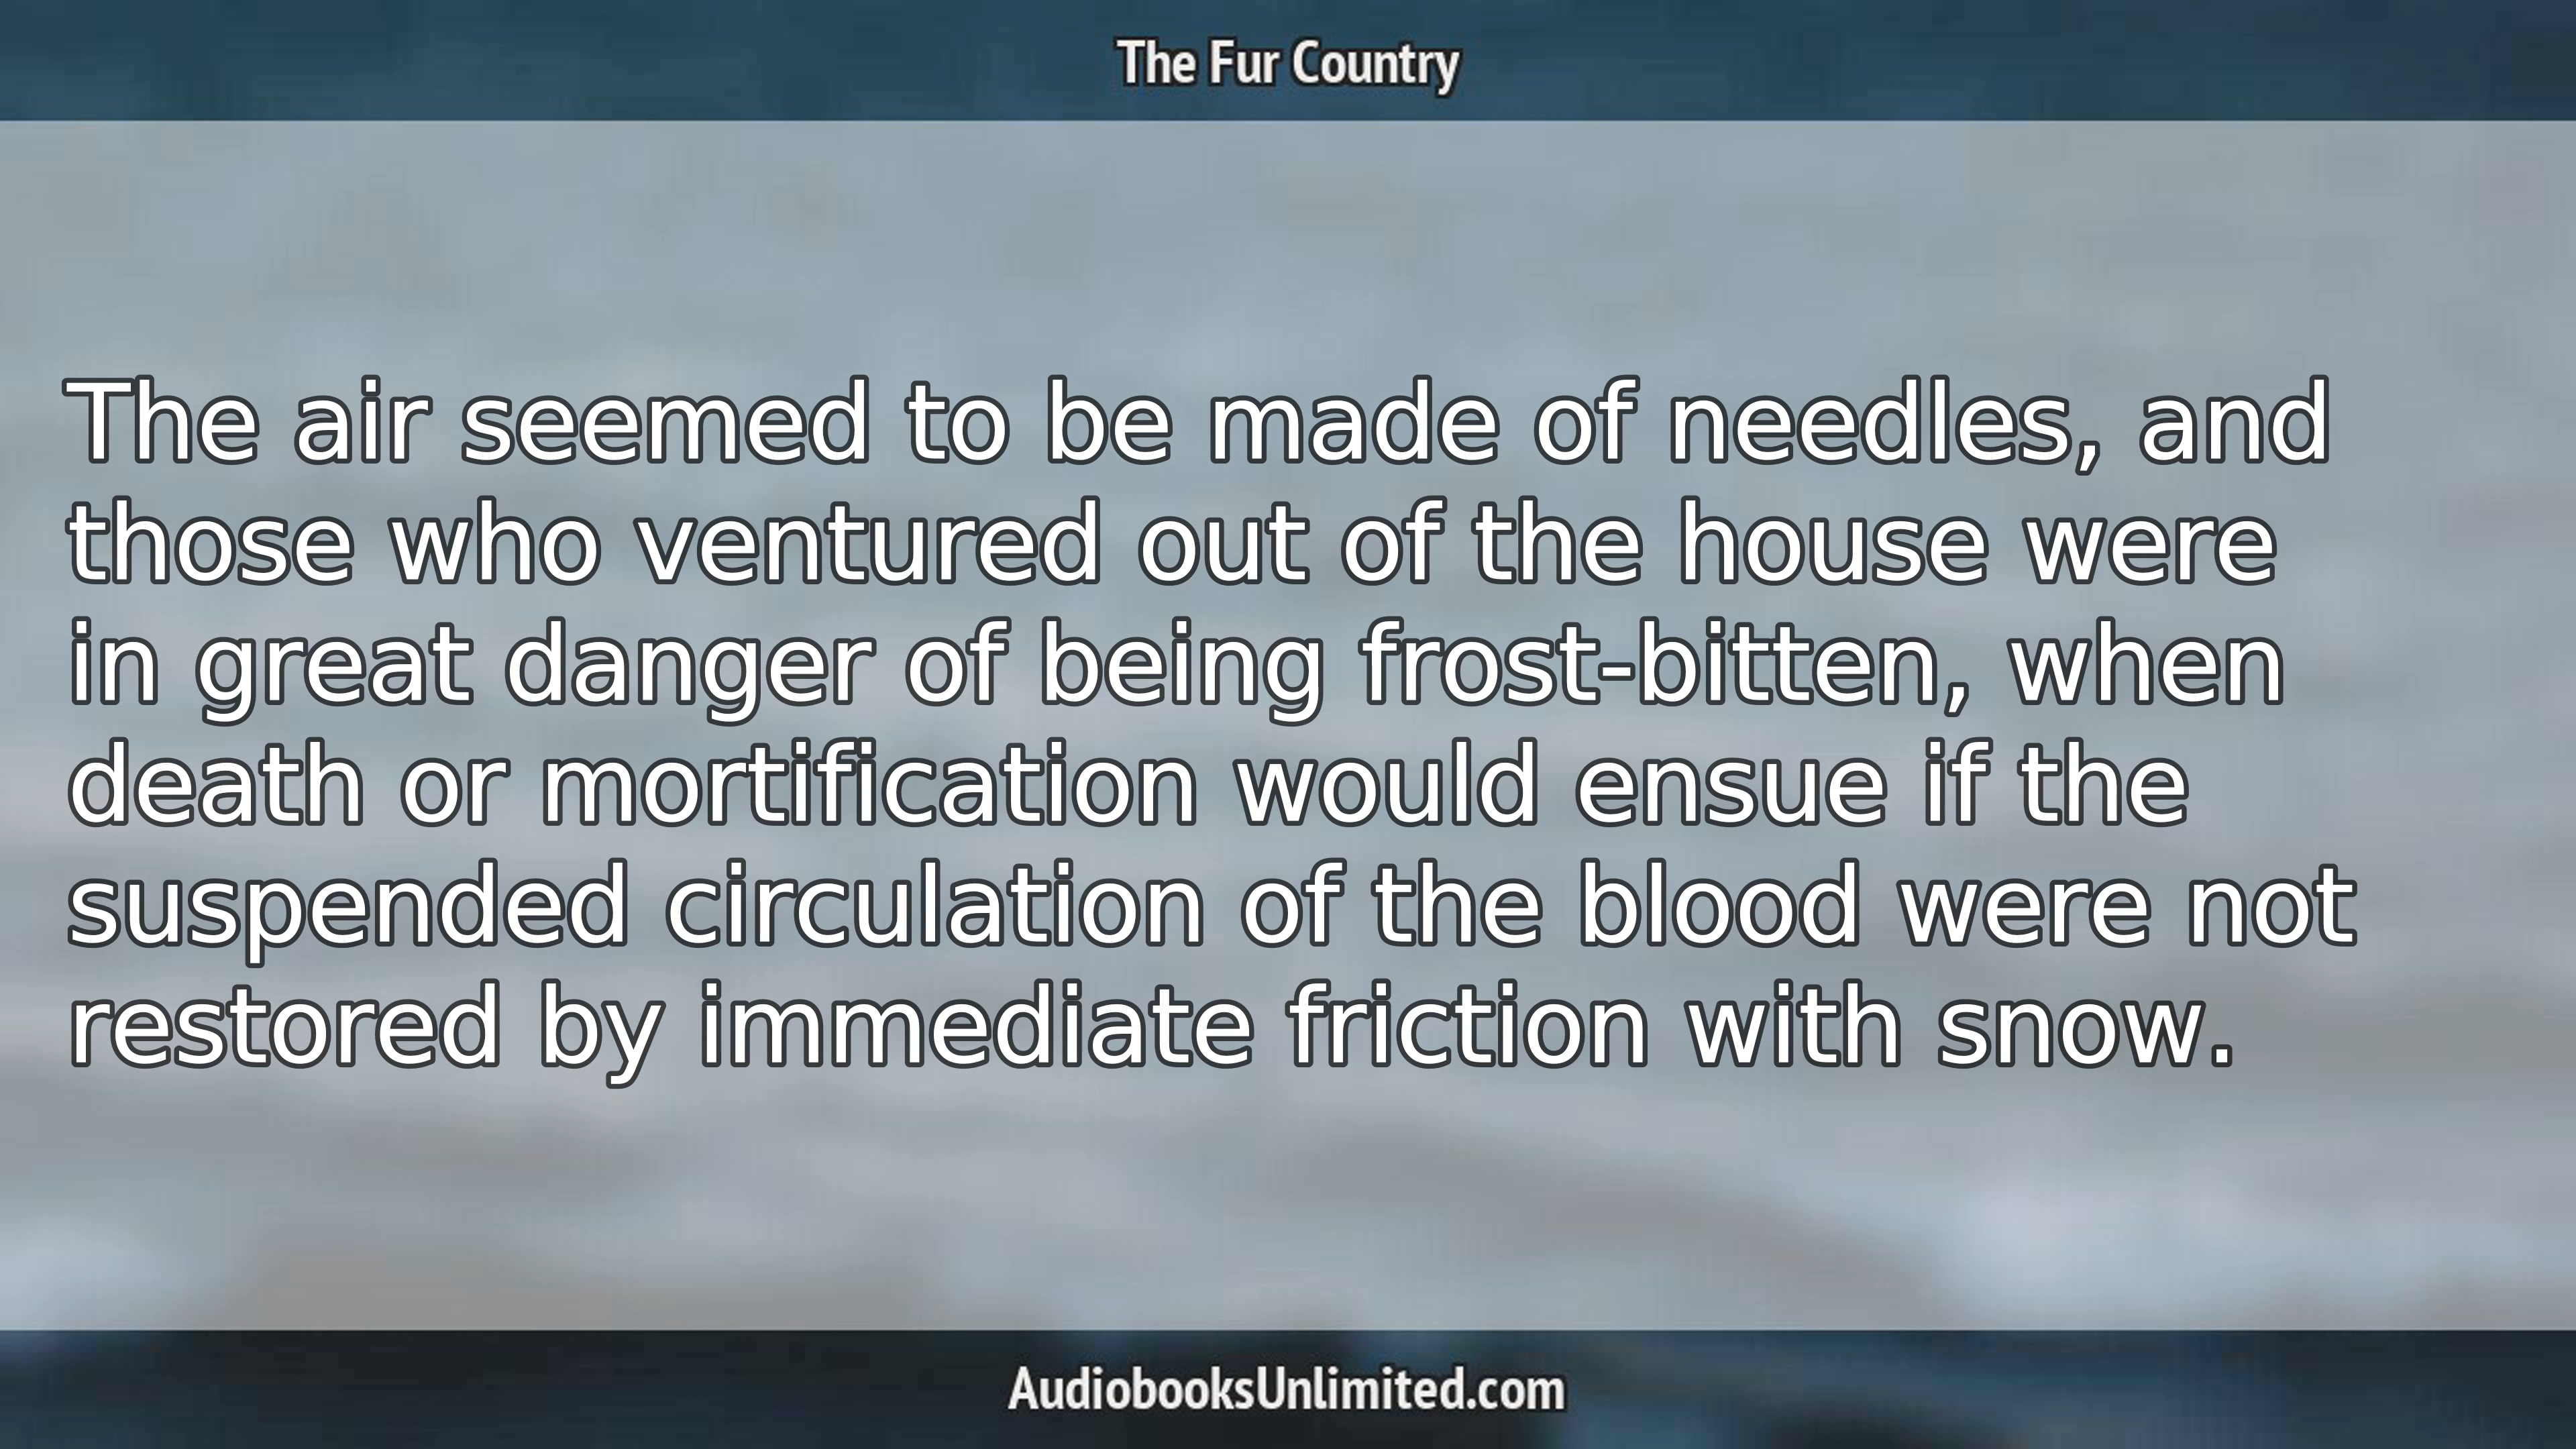 The Fur Country
The air seemed to be made of needles, and
those who ventured out of the house were
in great danger of being frost-bitten, when
death or mortification would ensue if the
suspended circulation of the blood were not
restored by immediate friction with snow.
AudiobooksUnlimited.com